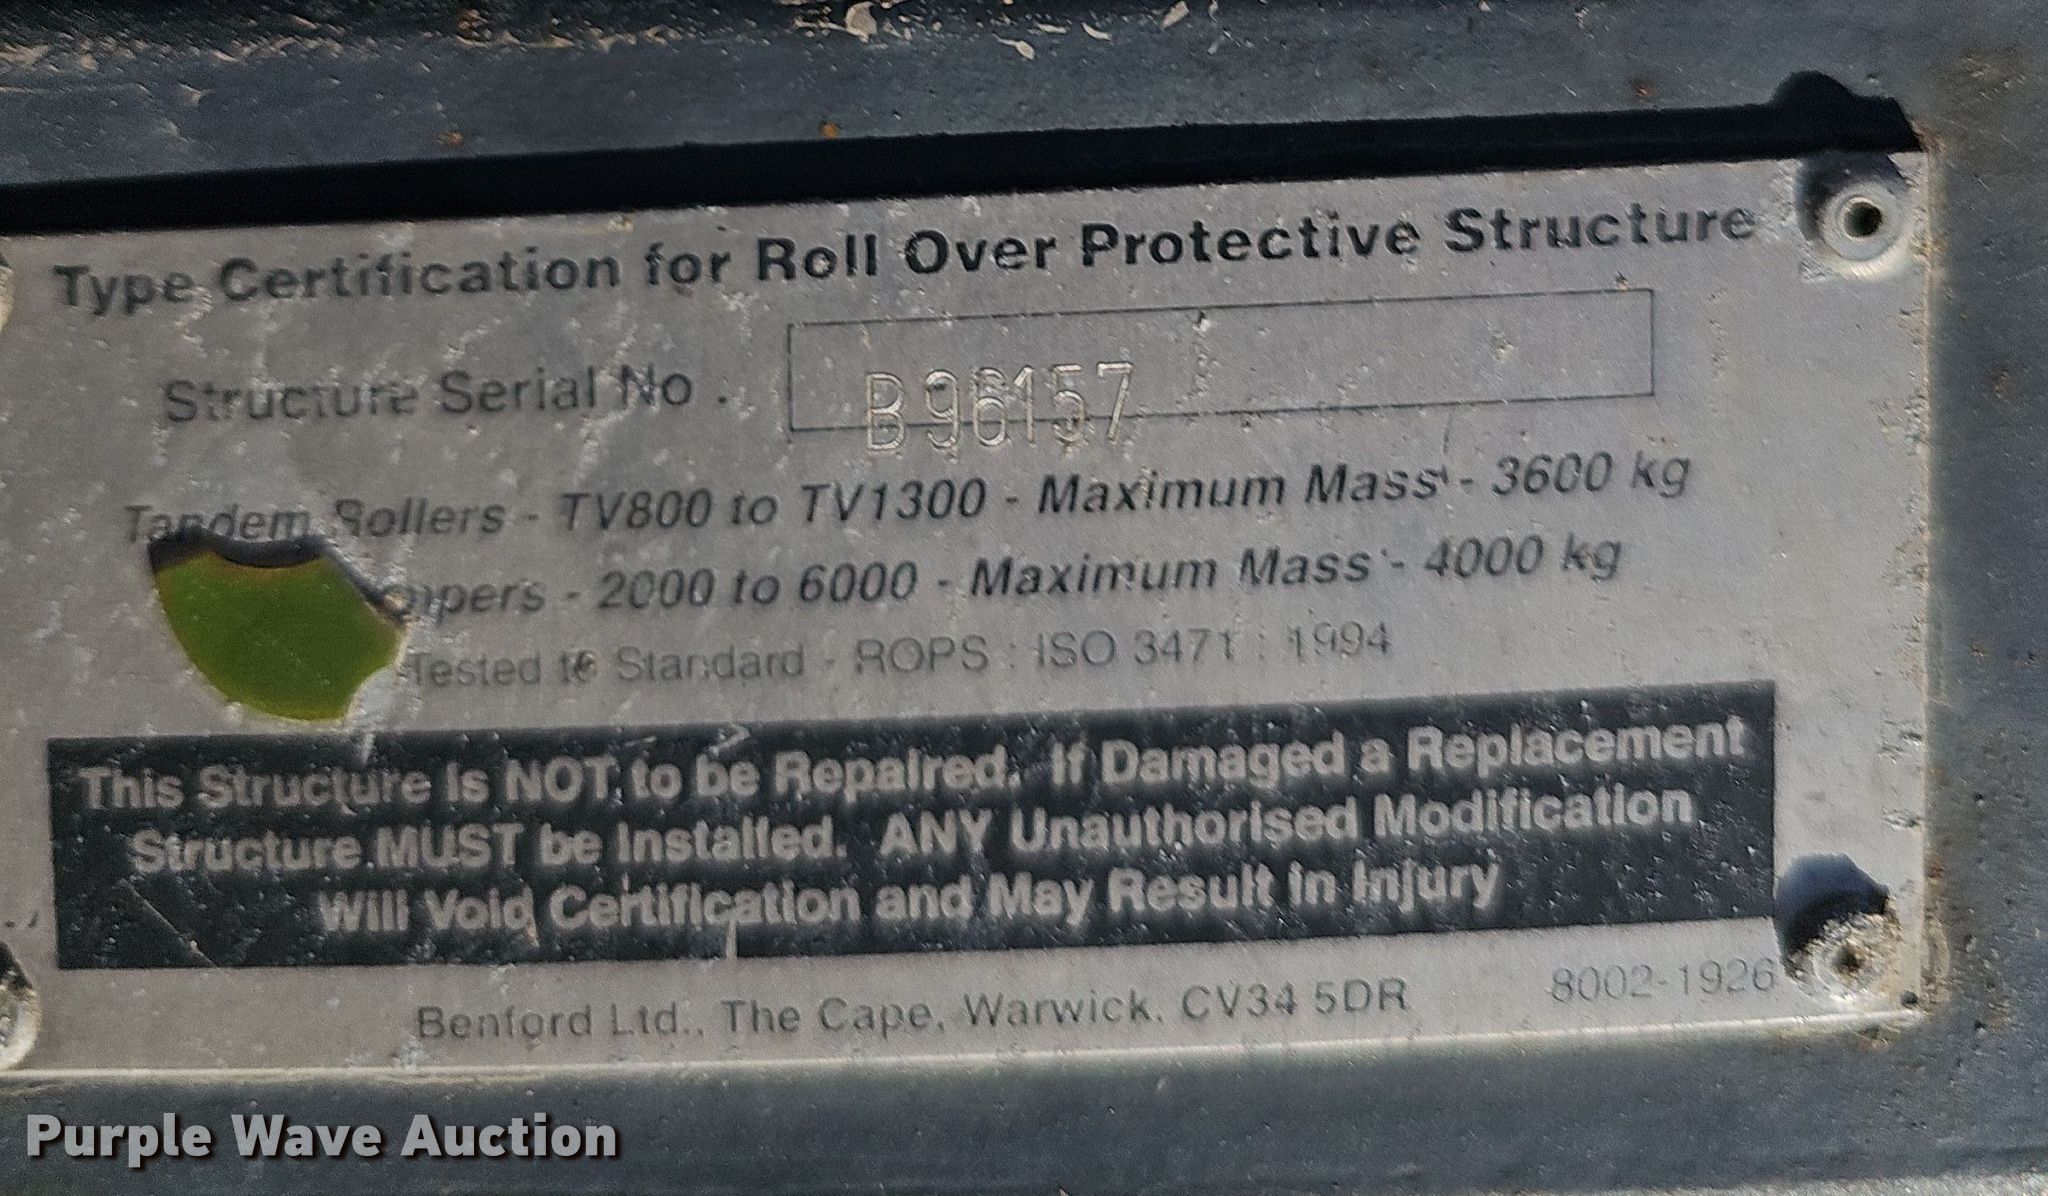 Type Certification for Roll Over Protective Structure
Structure Serial No. B96157
Tandem Rollers - TV800 to TV1300 - Maximum Mass - 3600 kg
mpers - 2000 to 6000 - Maximum Mass - 4000 kg
Tested to Standard - ROPS : ISO 3471 : 1994
This Structure is NOT to be Repaired. If Damaged a Replacement
Structure MUST be Installed. ANY Unauthorised Modification
Will Void Certification and May Result in Injury
Benford Ltd., The Cape, Warwick. CV34 5DR 8002-1926
Purple Wave Auction